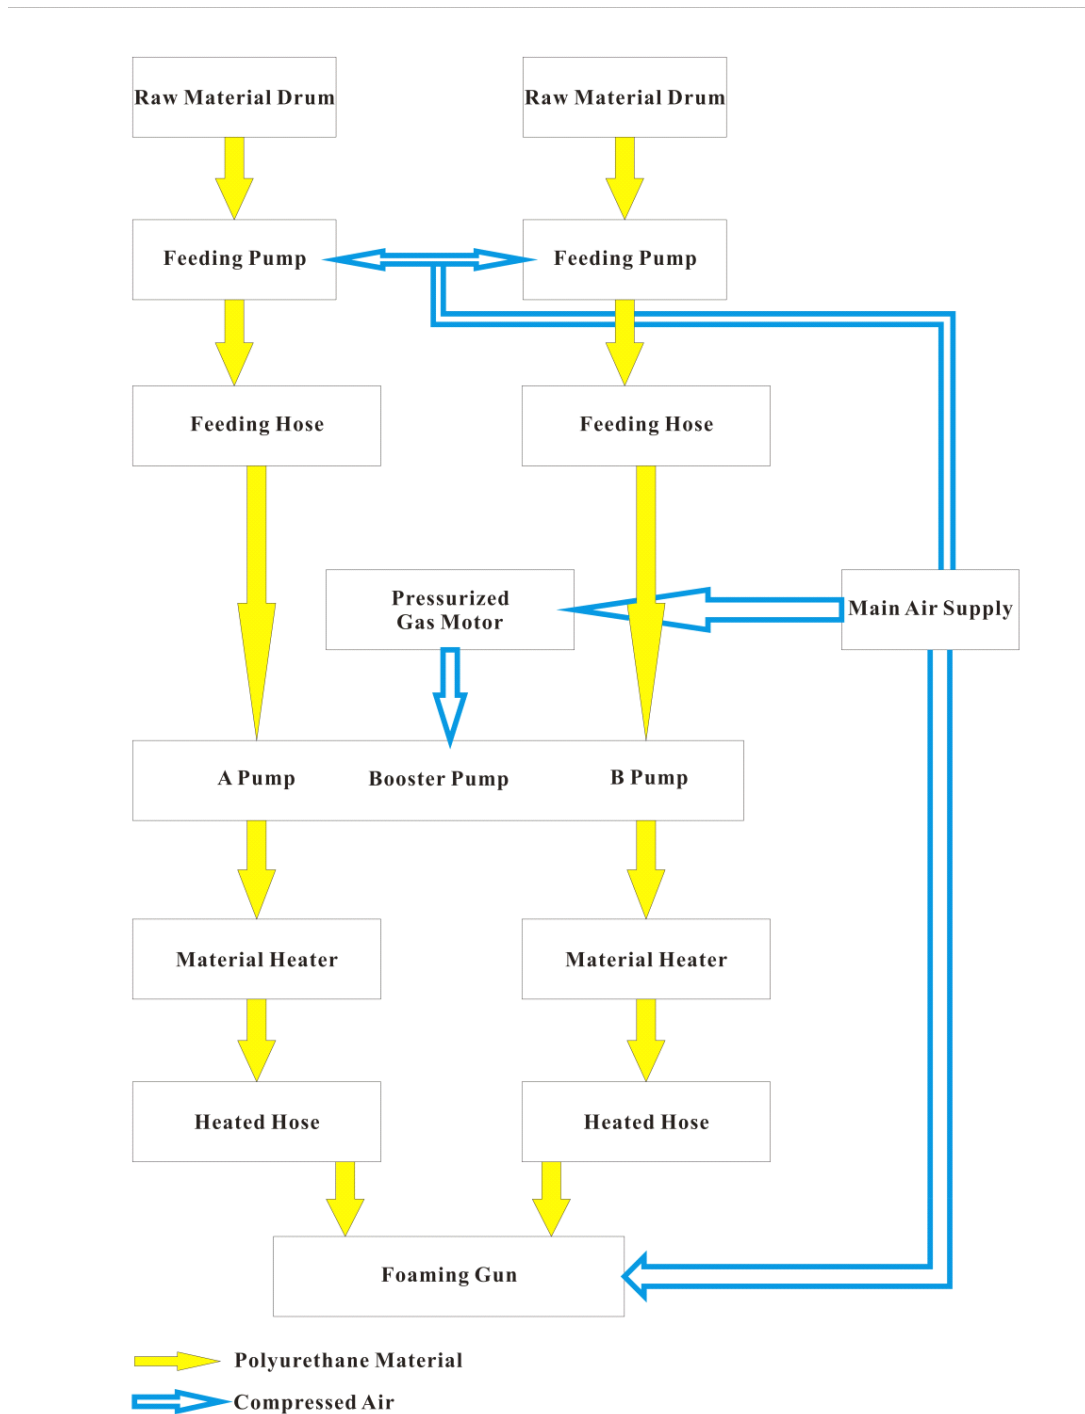 Raw Material Drum
Raw Material Drum
Feeding Pump
Feeding Pump
Feeding Hose
Feeding Hose
Pressurized
Gas Motor
Main Air Supply
A Pump
Booster Pump
B Pump
Material Heater
Material Heater
Heated Hose
Heated Hose
Foaming Gun
Polyurethane Material
Compressed Air